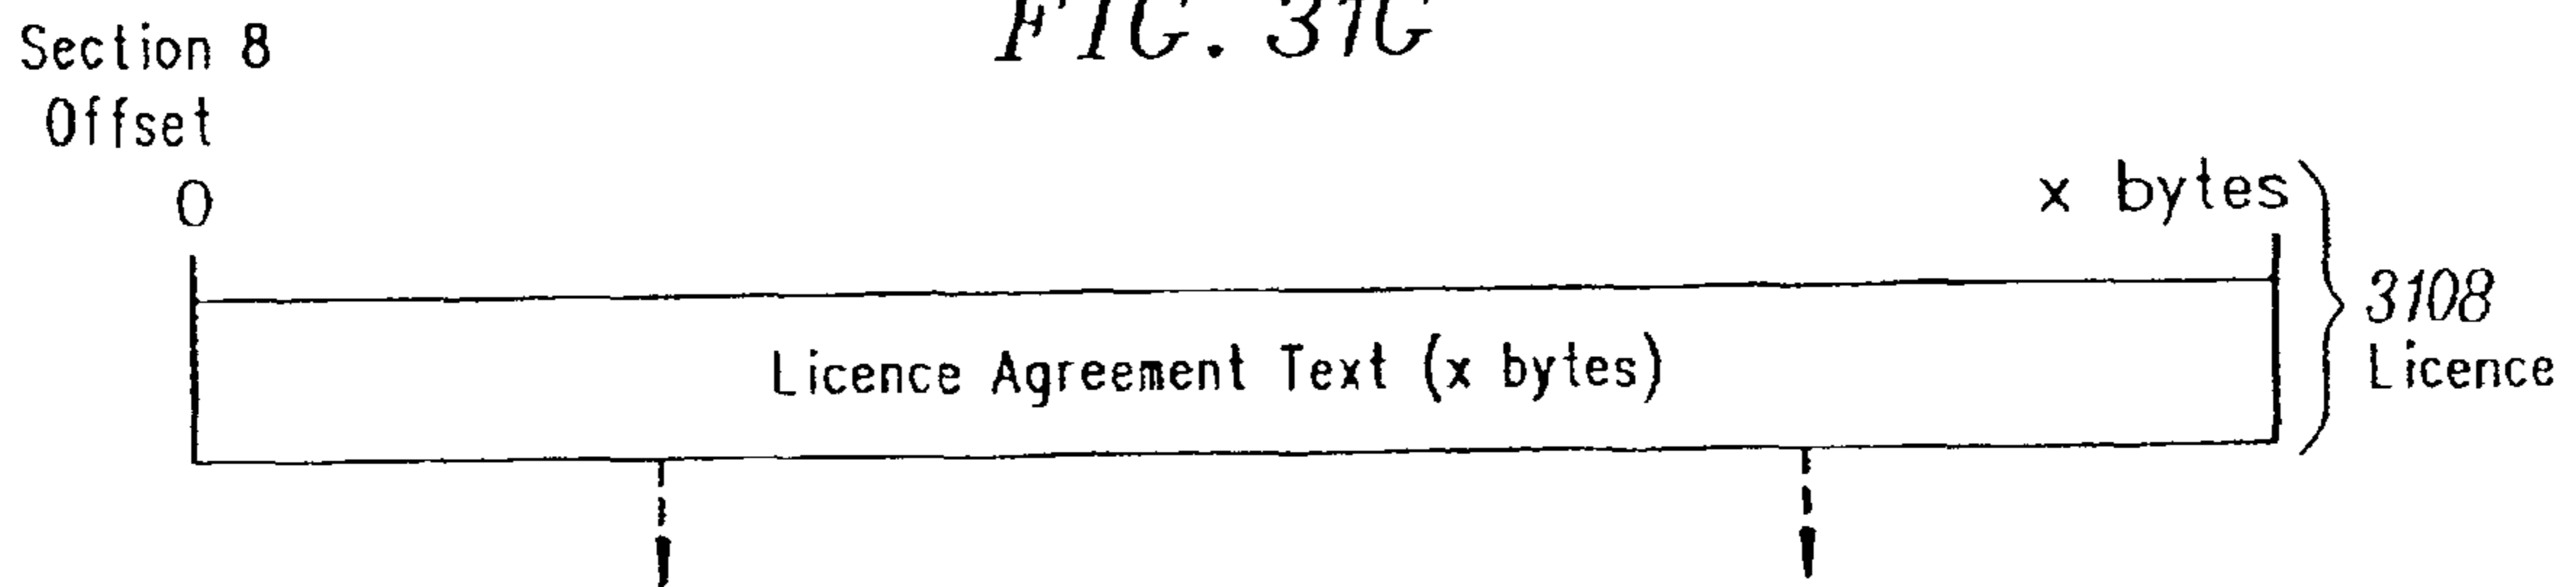 FIG. 31G
Section 8
Offset
0
x bytes
Licence Agreement Text (x bytes)
3108
Licence